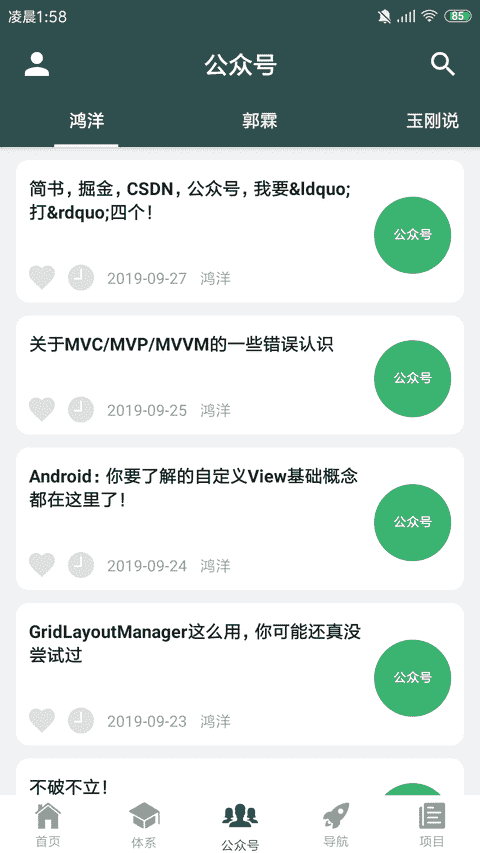 凌晨1:58
85
公众号
鸿洋
郭霖
玉刚说
简书，掘金，CSDN，公众号，我要&ldquo;
打&rdquo;四个！
公众号
2019-09-27 鸿洋
关于MVC/MVP/MVVM的一些错误认识
公众号
2019-09-25 鸿洋
Android：你要了解的自定义View基础概念
都在这里了！
公众号
2019-09-24 鸿洋
GridLayoutManager这么用，你可能还真没
尝试过
公众号
2019-09-23 鸿洋
不破不立！
首页
体系
公众号
导航
项目